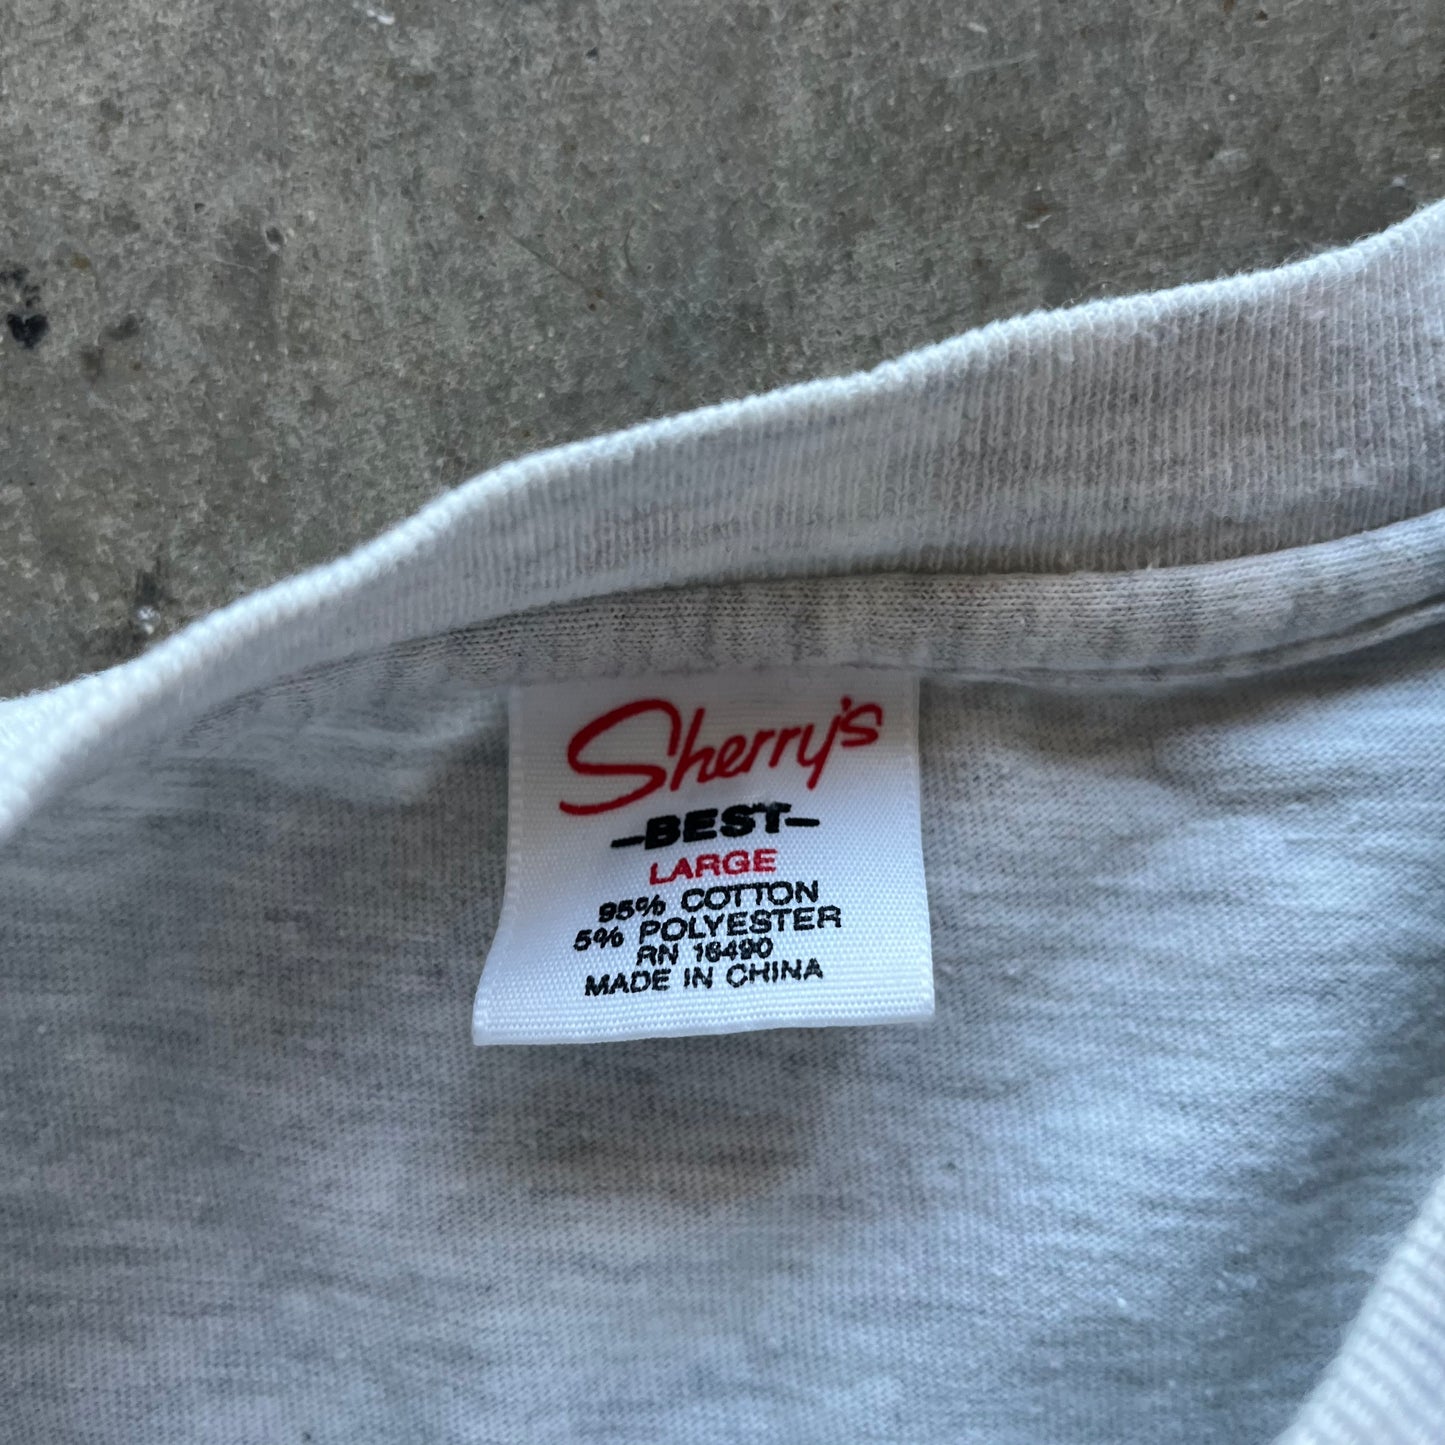 Sherry's
-BEST-
LARGE
95% COTTON
5% POLYESTER
RN 16490
MADE IN CHINA